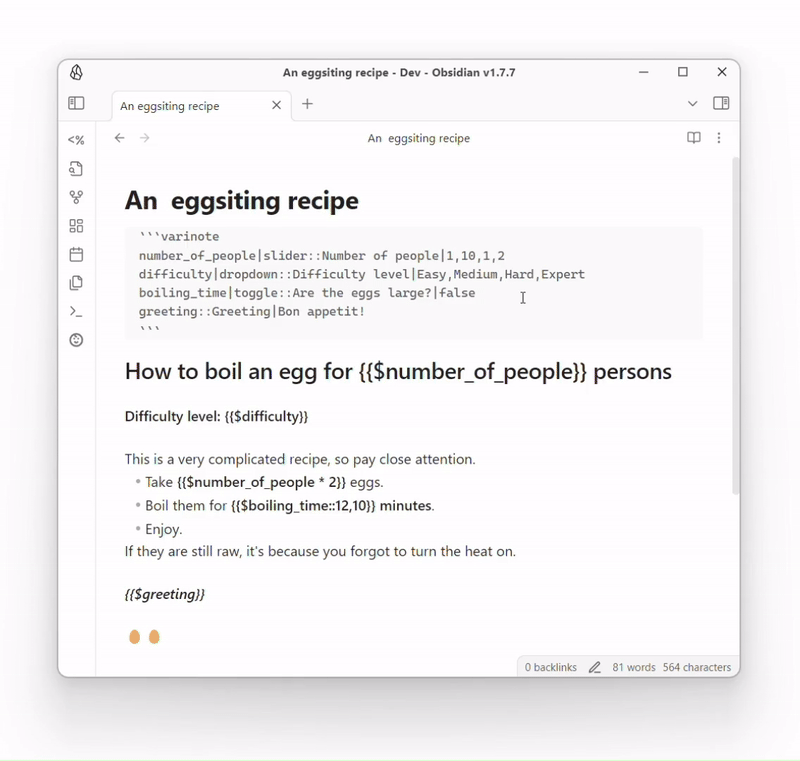 An eggsiting recipe - Dev - Obsidian v1.7.7
An eggsiting recipe
An  eggsiting recipe
<%
An  eggsiting recipe
```varinote
number_of_people|slider::Number of people|1,10,1,2
difficulty|dropdown::Difficulty level|Easy,Medium,Hard,Expert
boiling_time|toggle::Are the eggs large?|false
greeting::Greeting|Bon appetit!
```
How to boil an egg for {{$number_of_people}} persons
Difficulty level: {{$difficulty}}
This is a very complicated recipe, so pay close attention.
• Take {{$number_of_people * 2}} eggs.
• Boil them for {{$boiling_time::12,10}} minutes.
• Enjoy.
If they are still raw, it's because you forgot to turn the heat on.
{{$greeting}}
0 backlinks 81 words 564 characters